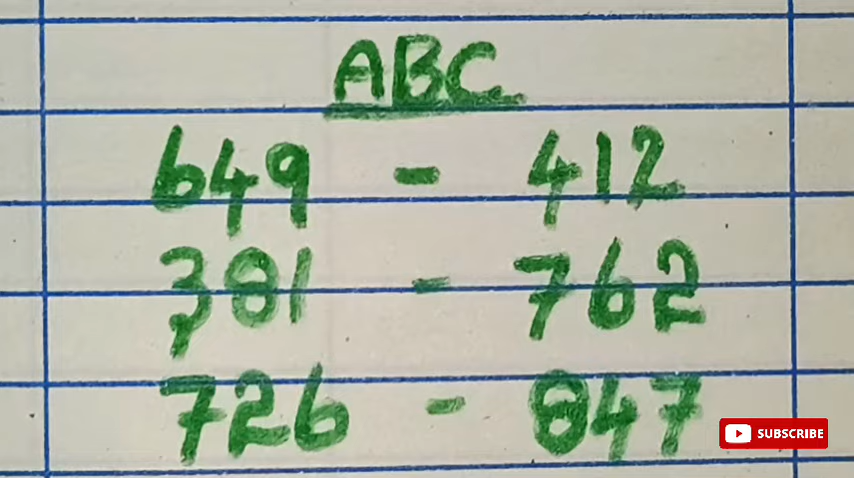 ABC
649 - 412
381 - 762
726 - 847
SUBSCRIBE